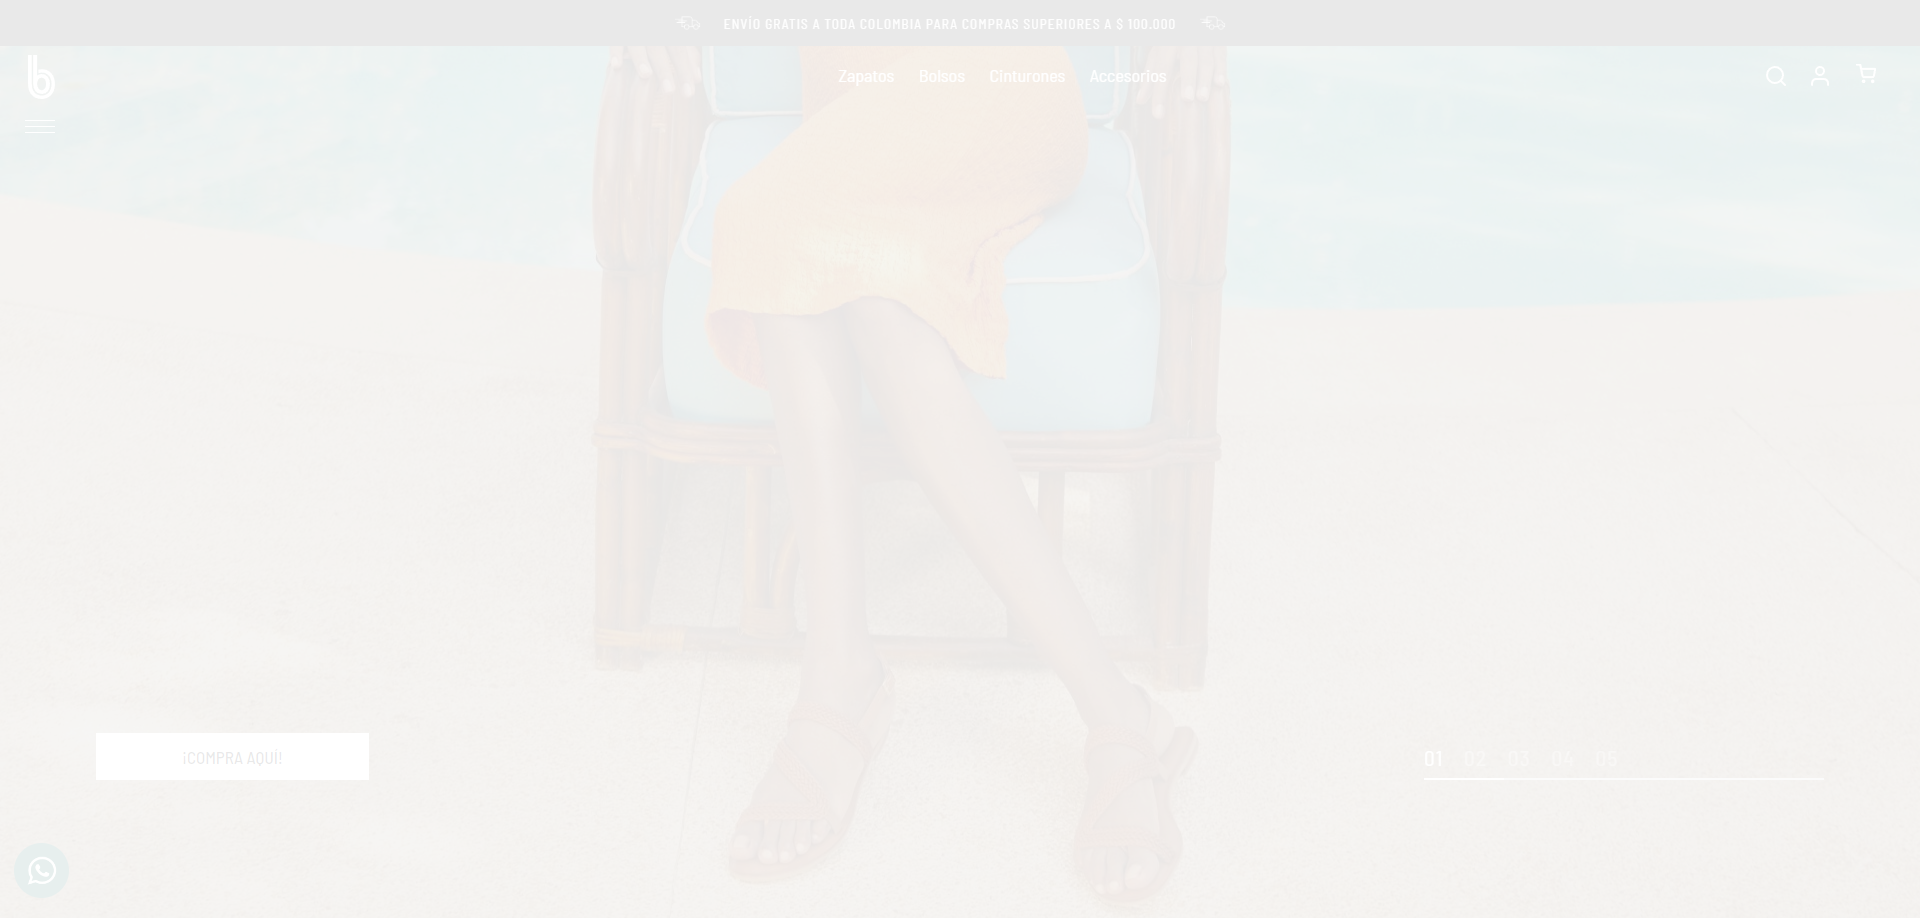 ENVÍO GRATIS A TODA COLOMBIA PARA COMPRAS SUPERIORES A $ 100.000
b
Zapatos Bolsos Cinturones Accesorios
¡COMPRA AQUÍ!
01 02 03 04 05